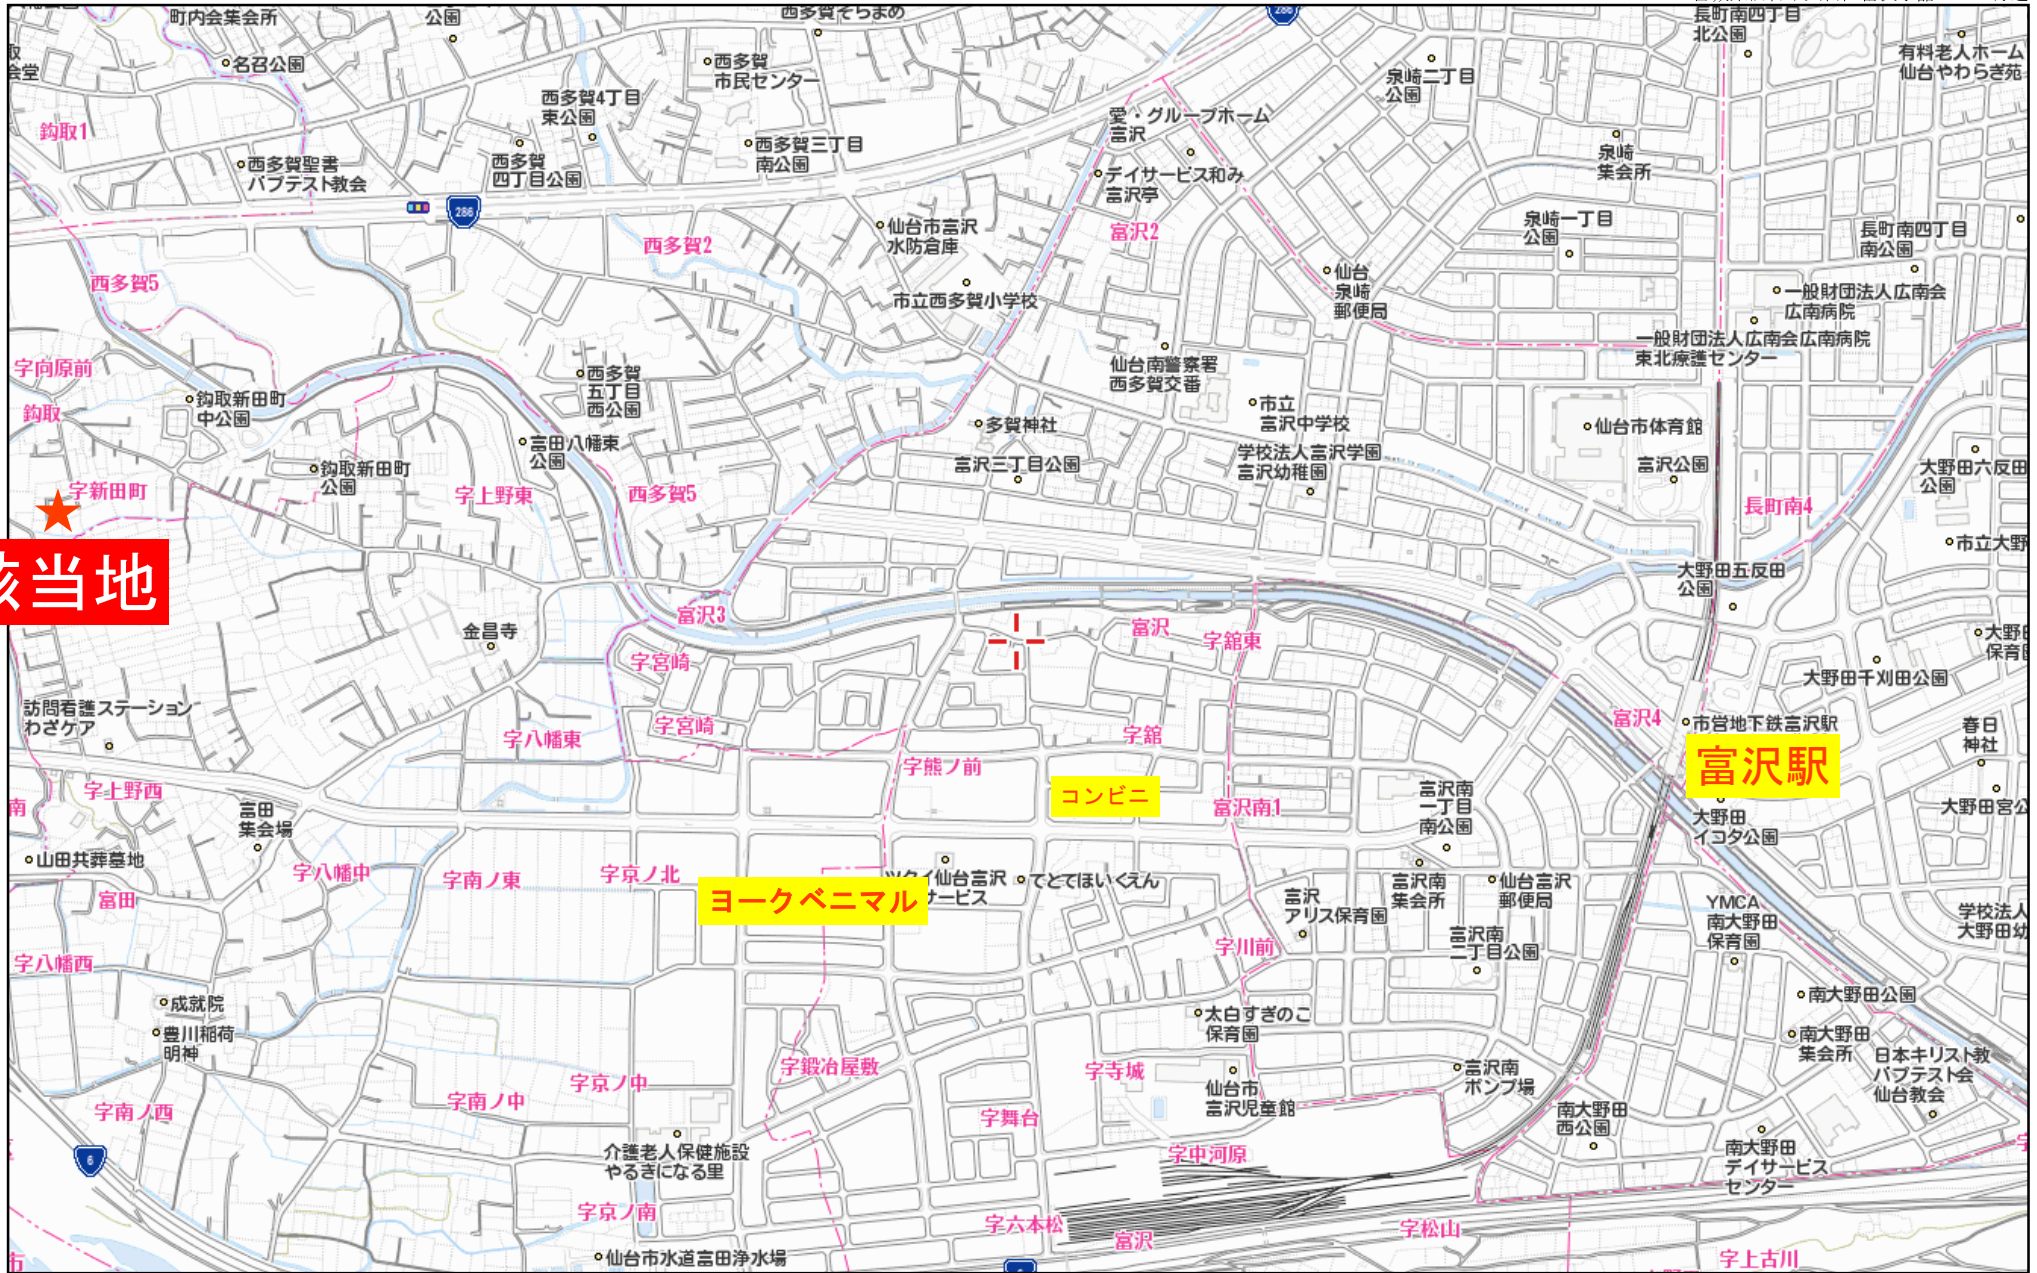 町内会集会所
公園
西多賀そらまめ
286
長町南四丁目
北公園
有料老人ホーム
仙台やわらぎ苑
名召公園
西多賀
市民センター
泉崎二丁目
公園
西多賀4丁目
東公園
愛・グループホーム
富沢
鈎取1
西多賀聖書
バプテスト教会
西多賀
四丁目公園
西多賀三丁目
南公園
泉崎
集会所
デイサービス和み
富沢亭
286
西多賀2
仙台市富沢
水防倉庫
富沢2
泉崎一丁目
公園
長町南四丁目
南公園
西多賀5
市立西多賀小学校
仙台
泉崎
郵便局
一般財団法人広南会
広南病院
一般財団法人広南会広南病院
東北療護センター
字向原前
西多賀
五丁目
西公園
仙台南警察署
西多賀交番
鈎取
鈎取新田町
中公園
多賀神社
市立
富沢中学校
仙台市体育館
富田八幡東
公園
富沢三丁目公園
学校法人富沢学園
富沢幼稚園
富沢公園
大野田六反田
公園
鈎取新田町
公園
字新田町
字上野東
西多賀5
長町南4
市立大野
該当地
大野田五反田
公園
富沢3
富沢
字舘東
金昌寺
字宮崎
大野田
保育
大野田千刈田公園
訪問看護ステーション
わざケア
字宮崎
字八幡東
字舘
富沢4
市営地下鉄富沢駅
富沢駅
春日
神社
字熊ノ前
コンビニ
富沢南1
富沢南
一丁目
南公園
大野田
イコタ公園
大野田宮公
南
字上野西
富田
集会場
山田共葬墓地
字八幡中
字南ノ東
字京ノ北
ヨークベニマル
ツクイ仙台富沢
サービス
てとてほいくえん
富沢
アリス保育園
富沢南
集会所
仙台富沢
郵便局
YMCA
南大野田
保育園
学校法人
大野田幼
富田
字八幡西
字川前
富沢南
二丁目公園
成就院
豊川稲荷
明神
太白すぎのこ
保育園
南大野田公園
南大野田
集会所
日本キリスト教
バプテスト会
仙台教会
字鍛冶屋敷
字寺城
富沢南
ポンプ場
字京ノ中
仙台市
富沢児童館
字南ノ西
字南ノ中
字舞台
南大野田
西公園
6
介護老人保健施設
やるきになる里
字中河原
南大野田
デイサービス
センター
字京ノ南
字六本松
富沢
字松山
仙台市水道富田浄水場
字上古川
市